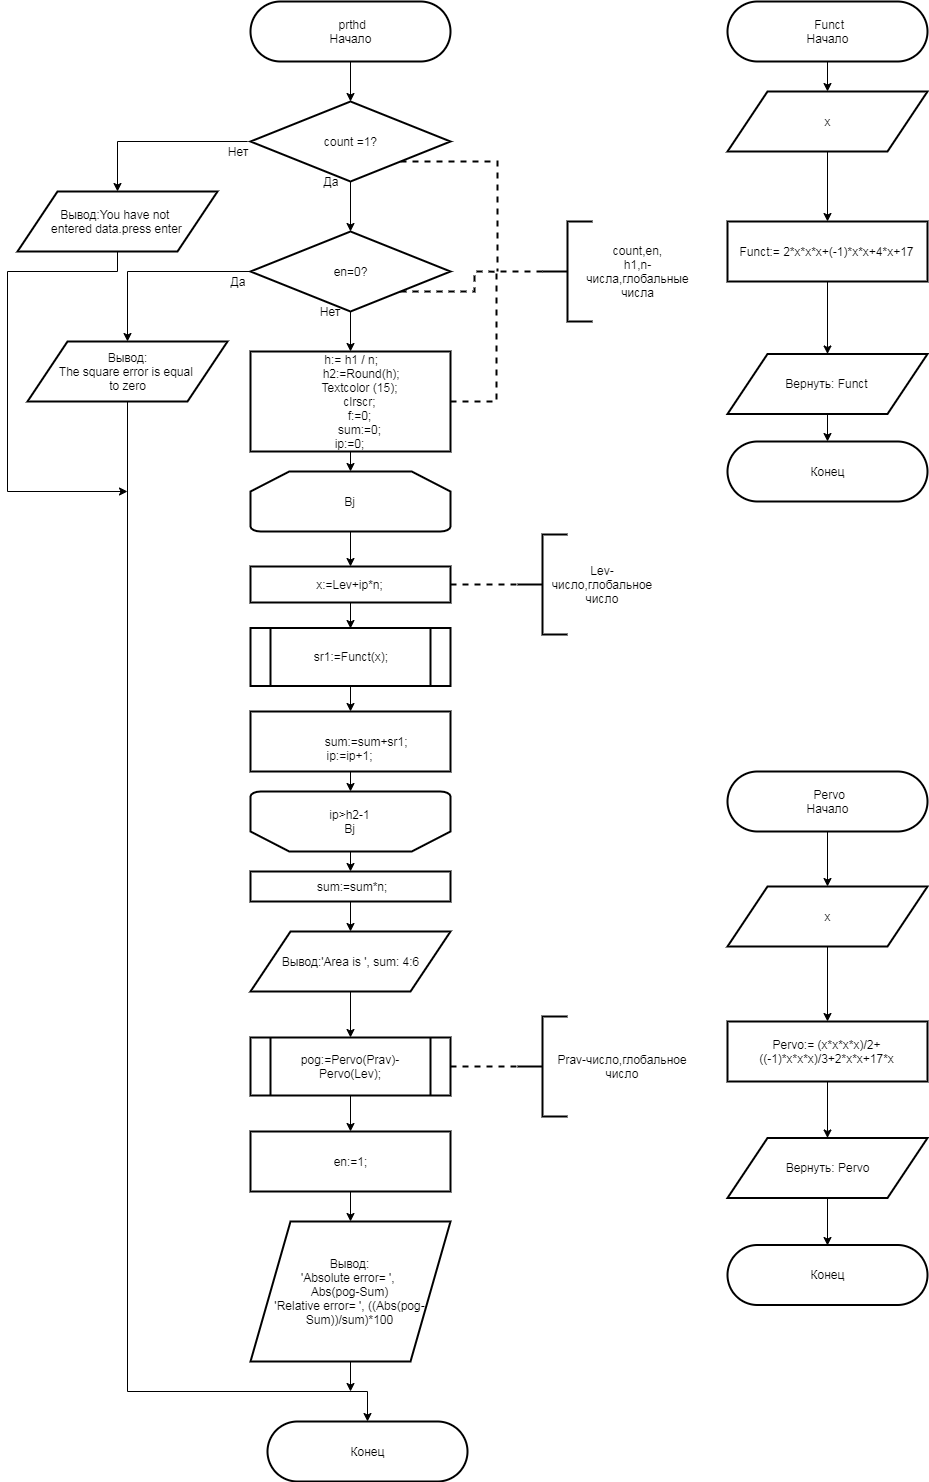 prthd
Начало
count =1?
Нет
Да
Вывод:You have not
entered data.press enter
en=0?
Да
Нет
count,en,
h1,n-
числа,глобальные
числа
Вывод:
The square error is equal
to zero
h:= h1 / n;
h2:=Round(h);
Textcolor (15);
clrscr;
f:=0;
sum:=0;
ip:=0;
Bj
x:=Lev+ip*n;
Lev-
число,глобальное
число
sr1:=Funct(x);
sum:=sum+sr1;
ip:=ip+1;
ip>h2-1
Bj
sum:=sum*n;
Вывод:'Area is ', sum: 4:6
pog:=Pervo(Prav)-
Pervo(Lev);
Prav-число,глобальное
число
en:=1;
Вывод:
'Absolute error= ',
Abs(pog-Sum)
'Relative error= ', ((Abs(pog-
Sum))/sum)*100
Конец
Funct
Начало
x
Funct:= 2*x*x*x+(-1)*x*x+4*x+17
Вернуть: Funct
Конец
Pervo
Начало
x
Pervo:= (x*x*x*x)/2+
((-1)*x*x*x)/3+2*x*x+17*x
Вернуть: Pervo
Конец